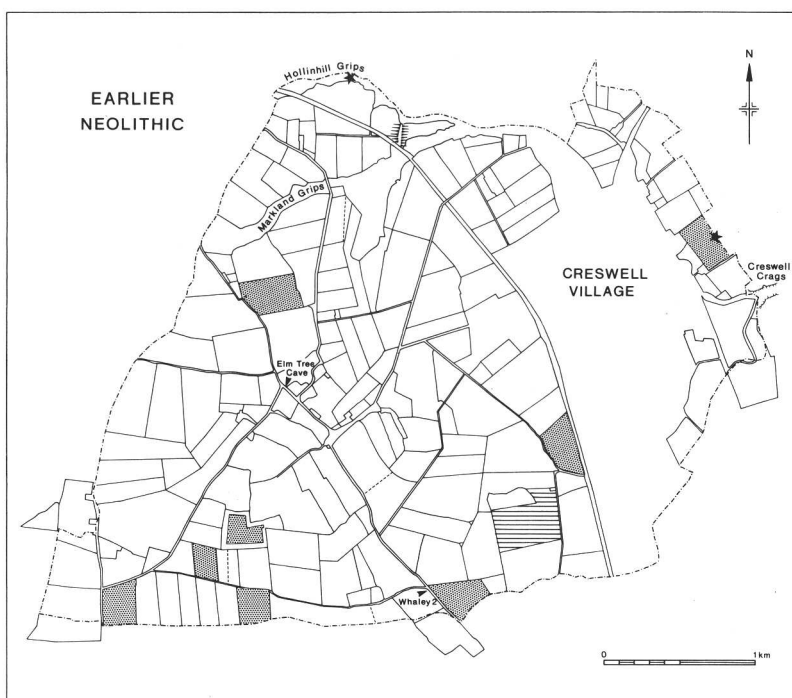 EARLIER
NEOLITHIC
Hollinhill Grips
N
Markland Grips
CRESWELL
VILLAGE
Creswell
Crags
Elm Tree
Cave
Whaley 2
0 1km